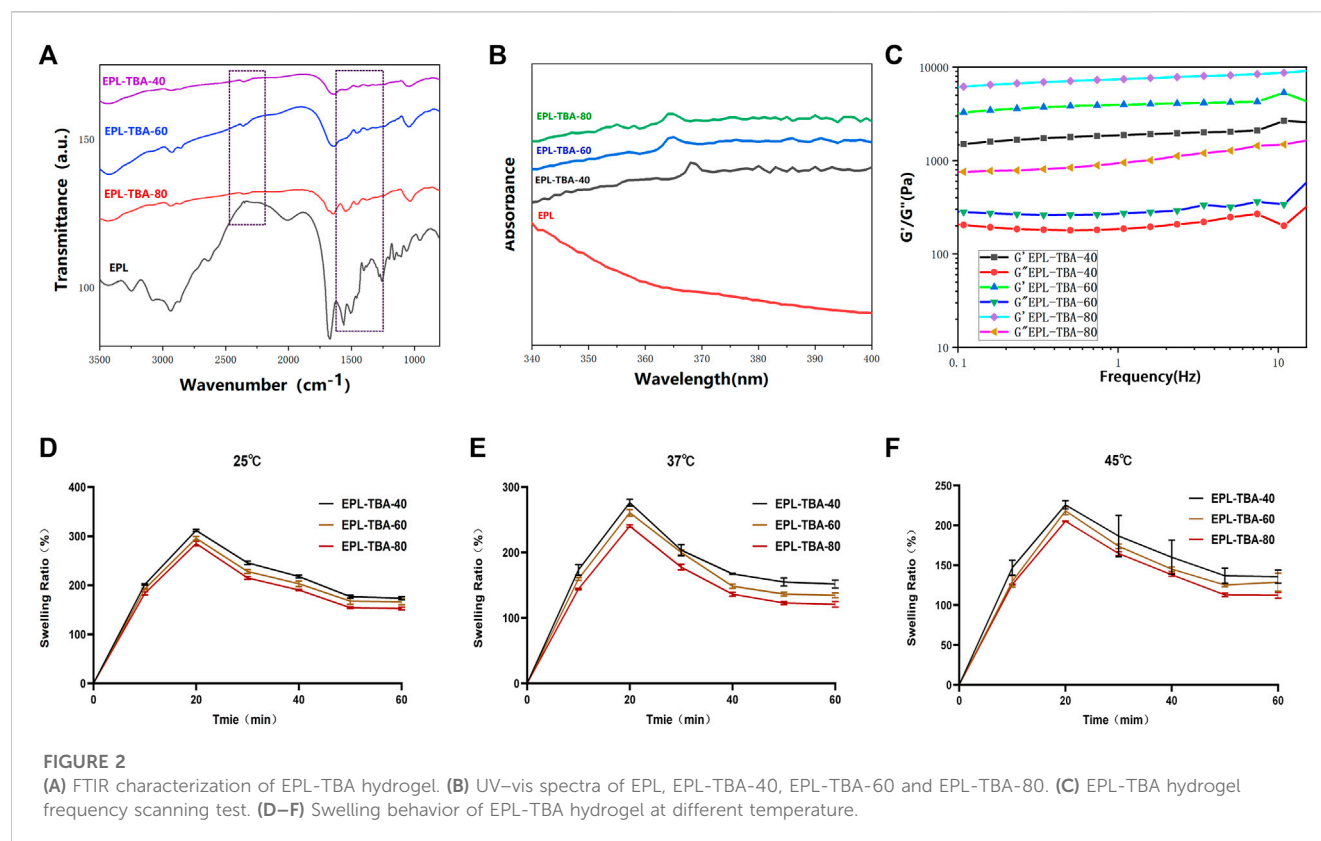 A
EPL-TBA-40
EPL-TBA-60
EPL-TBA-80
EPL
150
100
Transmittance (a.u.)
3500 3000 2500 2000 1500 1000
Wavenumber (cm-1)
B
EPL-TBA-80
EPL-TBA-60
EPL-TBA-40
EPL
Absorbance
340 350 360 370 380 390 400
Wavelength(nm)
C
10000
1000
100
10
G'/G"(Pa)
G'EPL-TBA-40
G"EPL-TBA-40
G'EPL-TBA-60
G"EPL-TBA-60
G'EPL-TBA-80
G"EPL-TBA-80
0.1 1 10
Frequency(Hz)
D
25℃
400
300
200
100
0
Swelling Ratio（%）
EPL-TBA-40
EPL-TBA-60
EPL-TBA-80
0 20 40 60
Tmie（min）
E
37℃
300
200
100
0
Swelling Ratio（%）
EPL-TBA-40
EPL-TBA-60
EPL-TBA-80
0 20 40 60
Tmie（min）
F
45℃
250
200
150
100
50
0
Swelling Ratio（%）
EPL-TBA-40
EPL-TBA-60
EPL-TBA-80
0 20 40 60
Time（mim）
FIGURE 2
(A) FTIR characterization of EPL-TBA hydrogel. (B) UV–vis spectra of EPL, EPL-TBA-40, EPL-TBA-60 and EPL-TBA-80. (C) EPL-TBA hydrogel
frequency scanning test. (D–F) Swelling behavior of EPL-TBA hydrogel at different temperature.